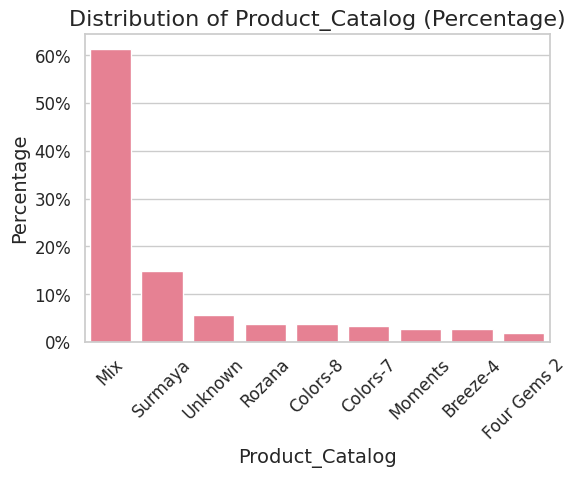 Distribution of Product_Catalog (Percentage)
60%
50%
40%
30%
20%
10%
0%
Percentage
Mix
Surmaya
Unknown
Rozana
Colors-8
Colors-7
Moments
Breeze-4
Four Gems 2
Product_Catalog